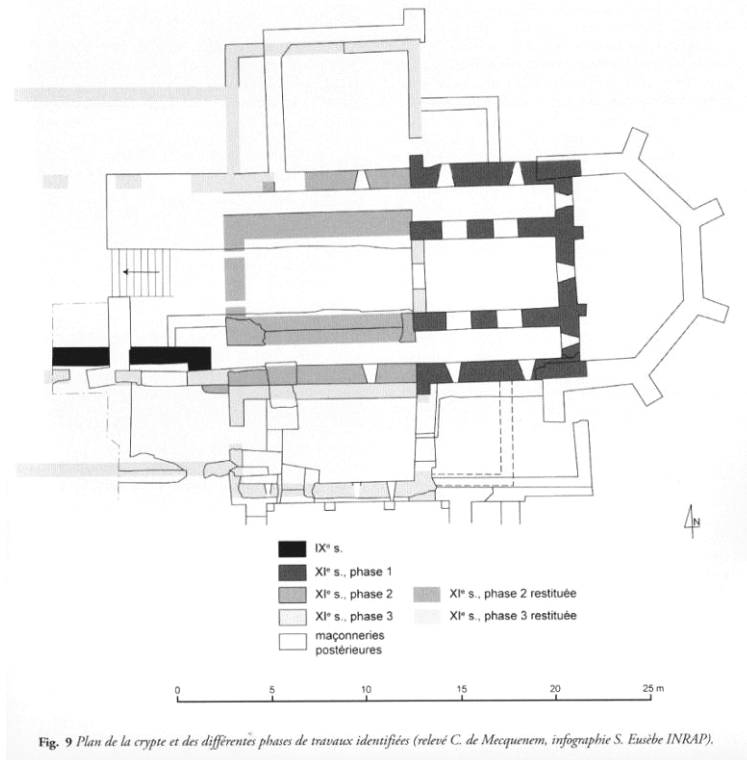 N
IXe s.
XIe s., phase 1
XIe s., phase 2
XIe s., phase 2 restituée
XIe s., phase 3
XIe s., phase 3 restituée
maçonneries
postérieures
0 5 10 15 20 25 m
Fig. 9 Plan de la crypte et des différentes phases de travaux identifiées (relevé C. de Mecquenem, infographie S. Eusèbe INRAP).